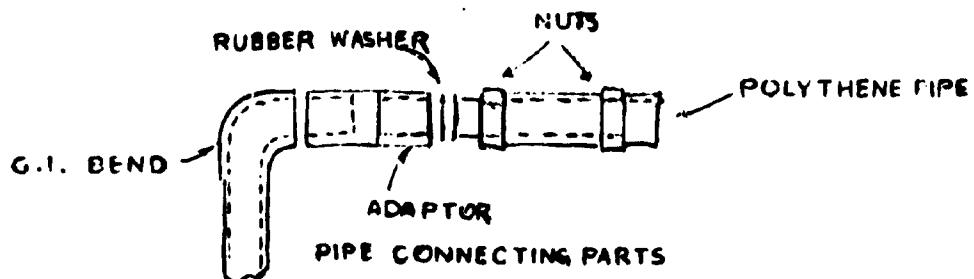 NUTS
RUBBER WASHER
POLYTHENE PIPE
G.I. BEND
ADAPTOR
PIPE CONNECTING PARTS